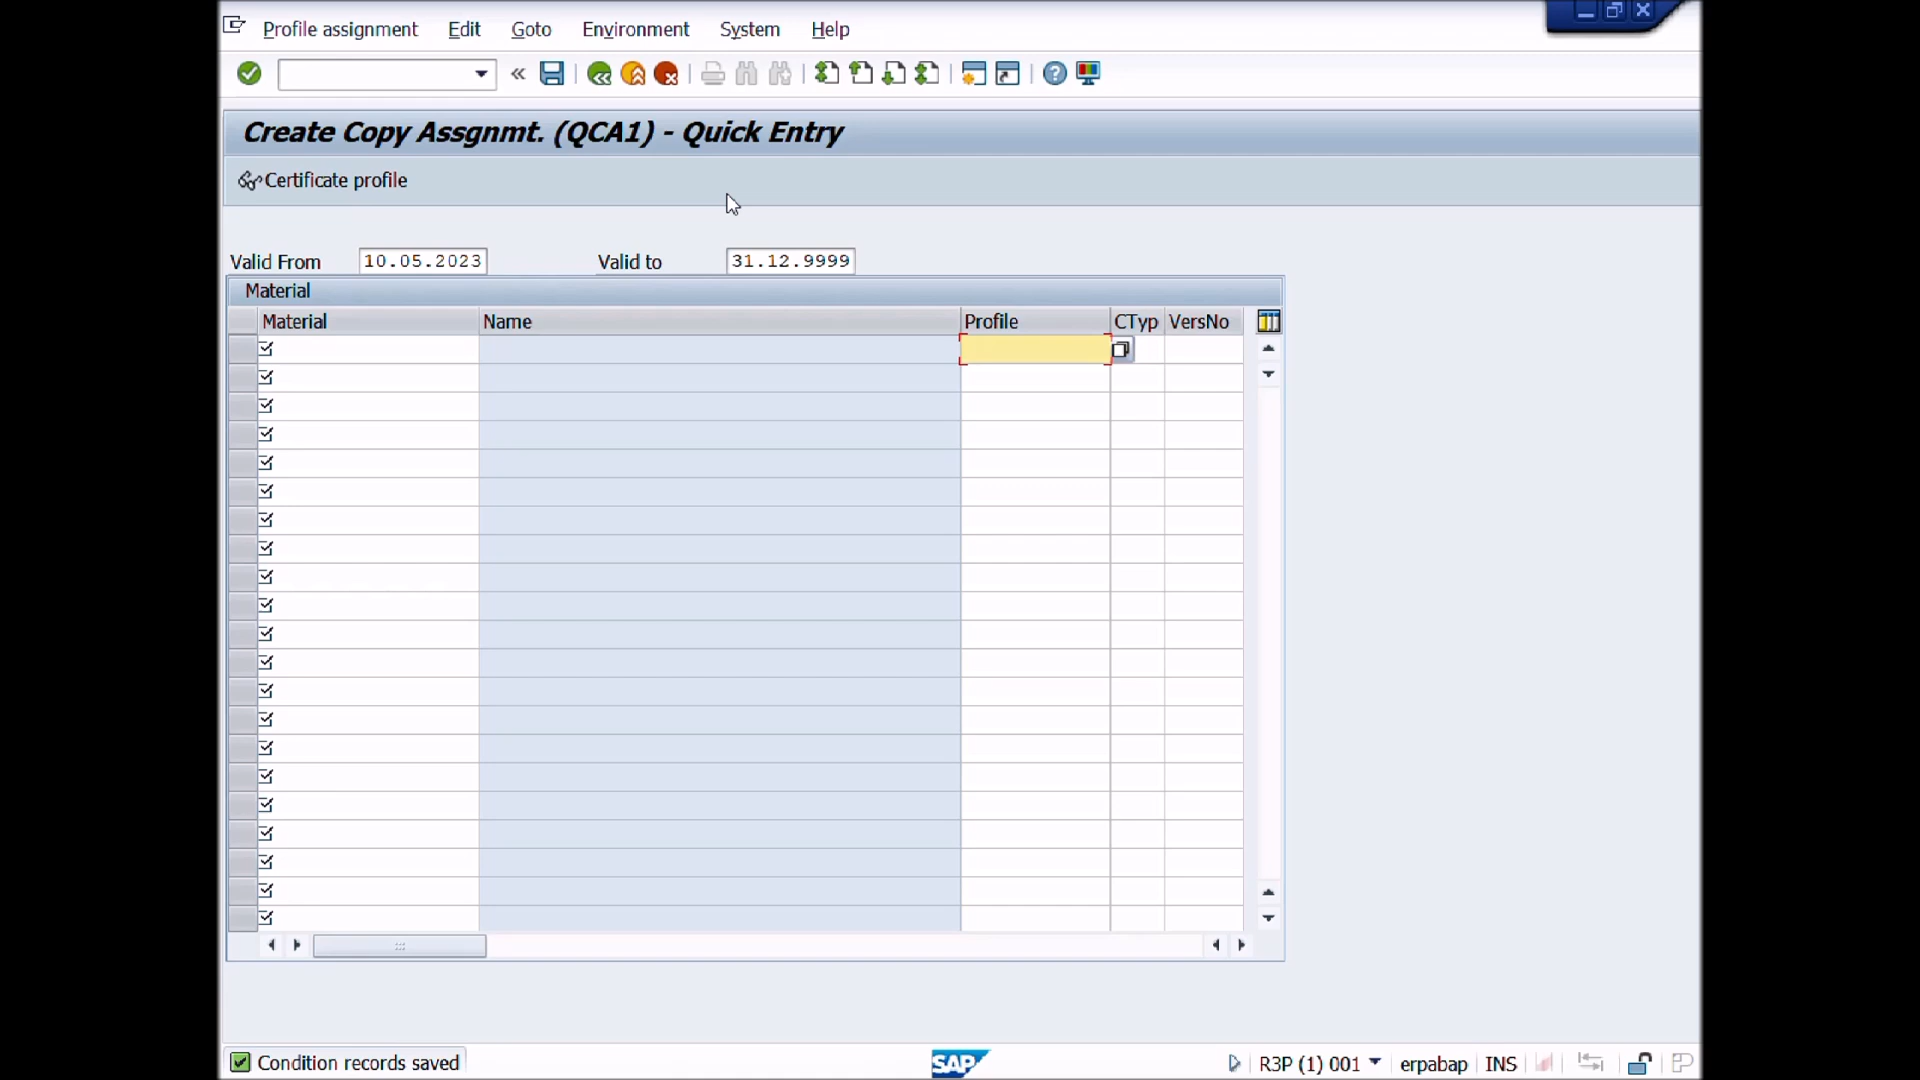 Profile assignment Edit Goto Environment System Help
Create Copy Assgnmt. (QCA1) - Quick Entry
Certificate profile
Valid From 10.05.2023 Valid to 31.12.9999
Material
Material Name Profile CTyp VersNo
Condition records saved SAP R3P (1) 001 erpabap INS